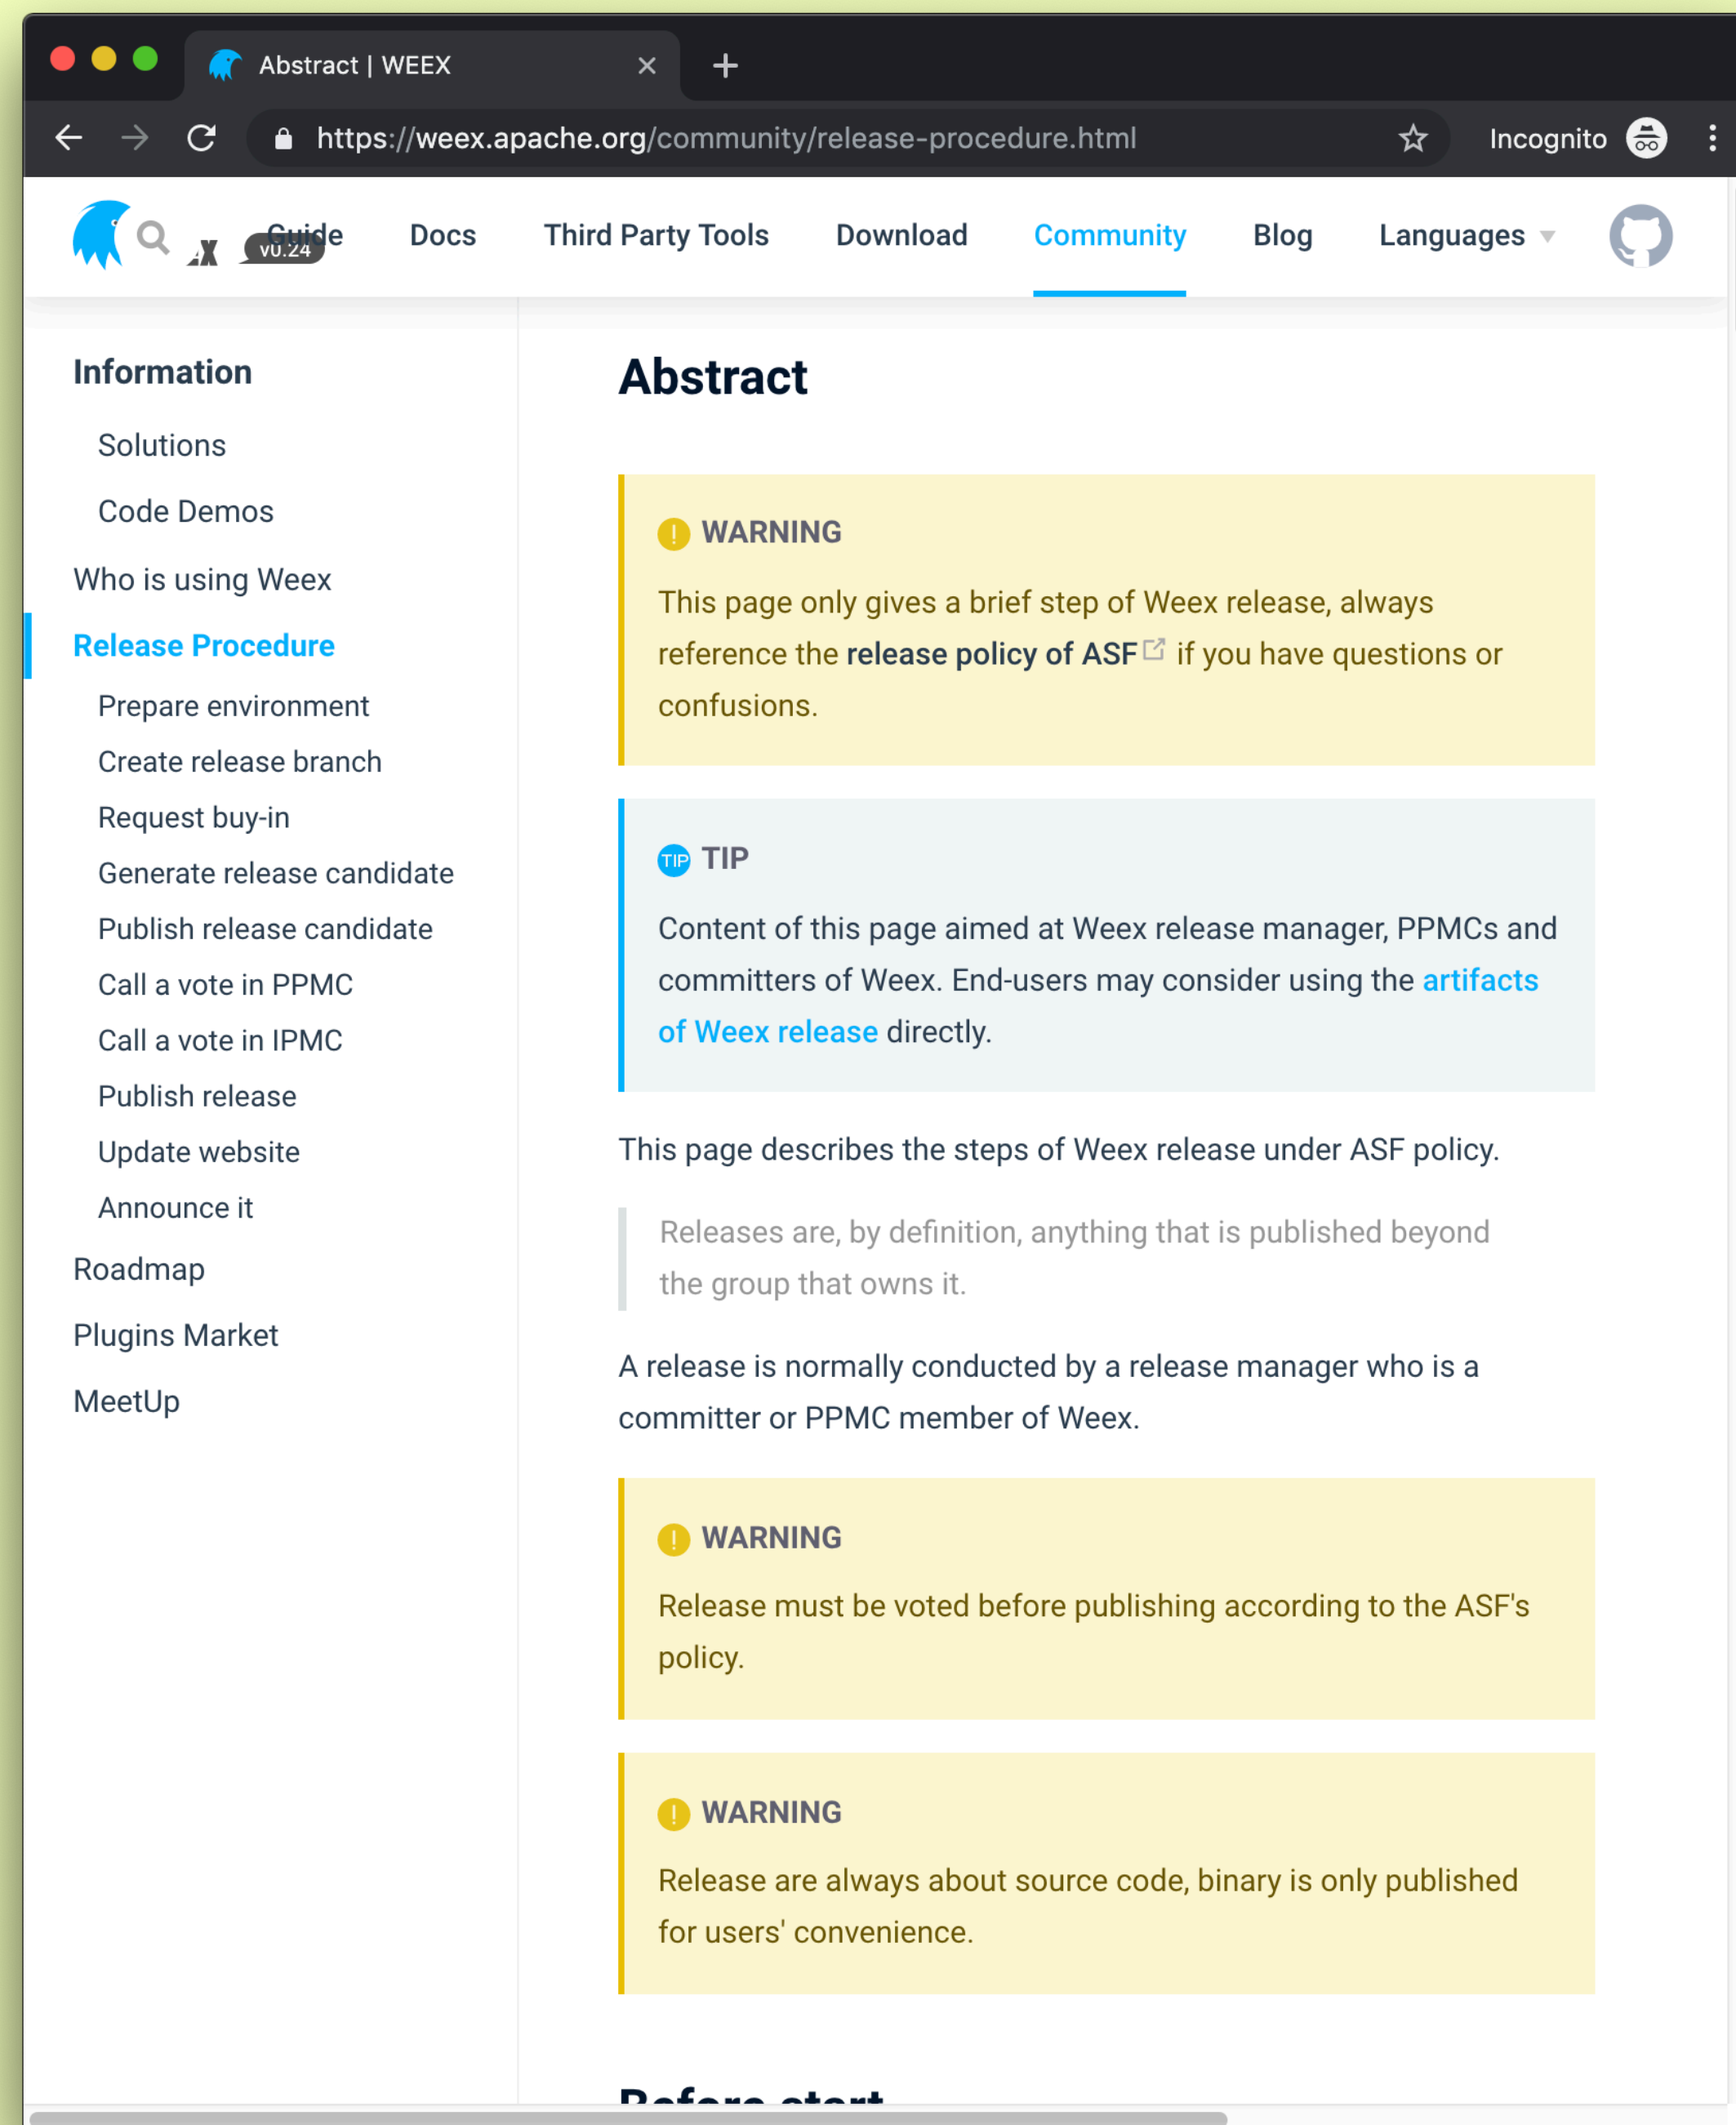 Abstract | WEEX
https://weex.apache.org/community/release-procedure.html
Incognito
v0.24
Guide
Docs
Third Party Tools
Download
Community
Blog
Languages
Information
Solutions
Code Demos
Who is using Weex
Release Procedure
Prepare environment
Create release branch
Request buy-in
Generate release candidate
Publish release candidate
Call a vote in PPMC
Call a vote in IPMC
Publish release
Update website
Announce it
Roadmap
Plugins Market
MeetUp
Abstract
! WARNING
This page only gives a brief step of Weex release, always
reference the release policy of ASF if you have questions or
confusions.
TIP TIP
Content of this page aimed at Weex release manager, PPMCs and
committers of Weex. End-users may consider using the artifacts
of Weex release directly.
This page describes the steps of Weex release under ASF policy.
Releases are, by definition, anything that is published beyond
the group that owns it.
A release is normally conducted by a release manager who is a
committer or PPMC member of Weex.
! WARNING
Release must be voted before publishing according to the ASF's
policy.
! WARNING
Release are always about source code, binary is only published
for users' convenience.
Before start